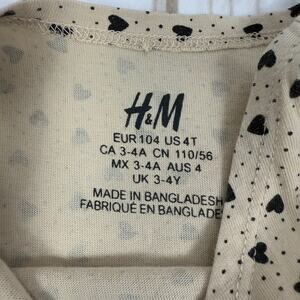 H&M
EUR 104 US 4T
CA 3-4A CN 110/56
MX 3-4A AUS 4
UK 3-4Y
MADE IN BANGLADESH
FABRIQUÉ EN BANGLADE